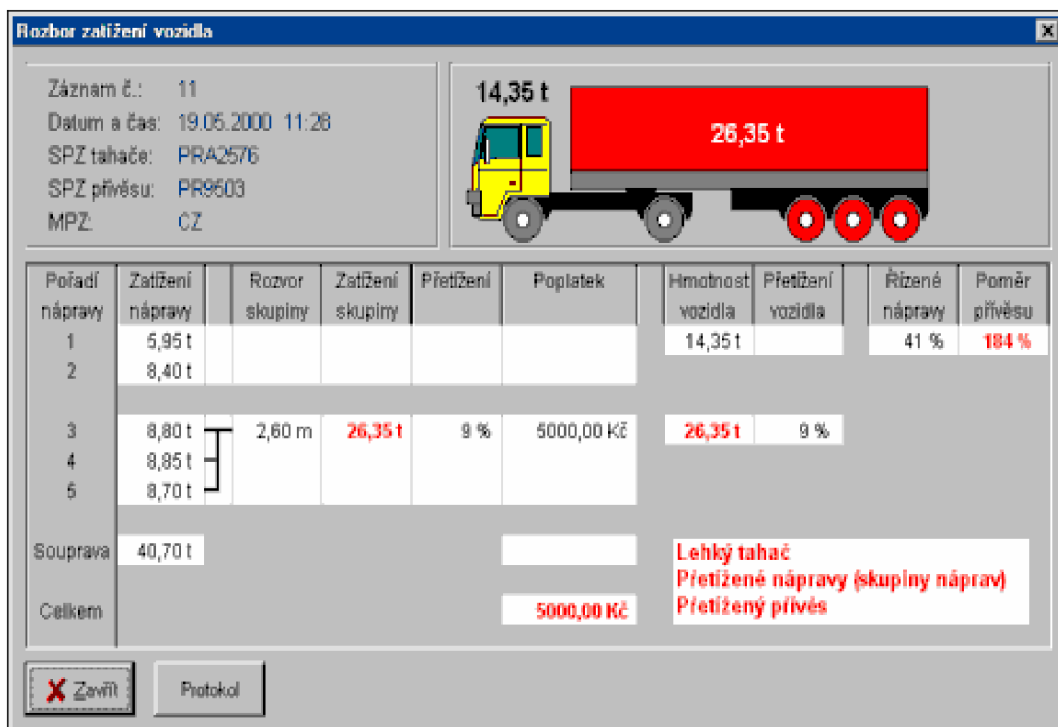 Rozbor zatížení vozidla
Záznam č.: 11
Datum a čas: 19.05.2000 11:28
SPZ tahače: PRA2576
SPZ přívěsu: PR9503
MPZ: CZ
14,35 t
26,35 t
Pořadí Zatížení Rozvor Zatížení Přetížení Poplatek Hmotnost Přetížaní Řízené Poměr
nápravy nápravy skupiny skupiny vozidla vozidla nápravy přívěsu
1 5,95 t 14,35 t 41 % 184 %
2 8,40 t
3 8,80 t 2,60 m 26,35 t 9 % 5000,00 Kč 26,35 t 9 %
4 8,85 t
5 8,70 t
Souprava 40,70 t
Lehký tahač
Přetížené nápravy (skupiny náprav)
Přetížený přívěs
Celkem 5000,00 Kč
Zavřít Protokol